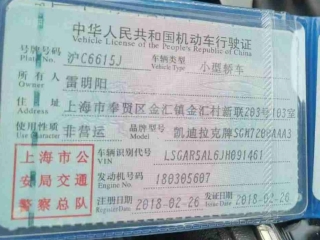 中华人民共和国机动车行驶证
Vehicle License of the People's Republic of China
号牌号码 沪C6615J 车辆类型 小型轿车
Plate No. Vehicle Type
所有人 雷明阳
Owner
住址 上海市奉贤区金汇镇金汇村新联203号103室
Address
使用性质 非营运 品牌型号 凯迪拉克牌SGM7200AAA3
Use Character
上海市公 车辆识别代号 LSGAR5AL6JH091461
安局交通 VIN
警察总队 发动机号码 180305607
Engine No.
注册日期 2018-02-26 发证日期 2018-02-26
Register Date Issue Date